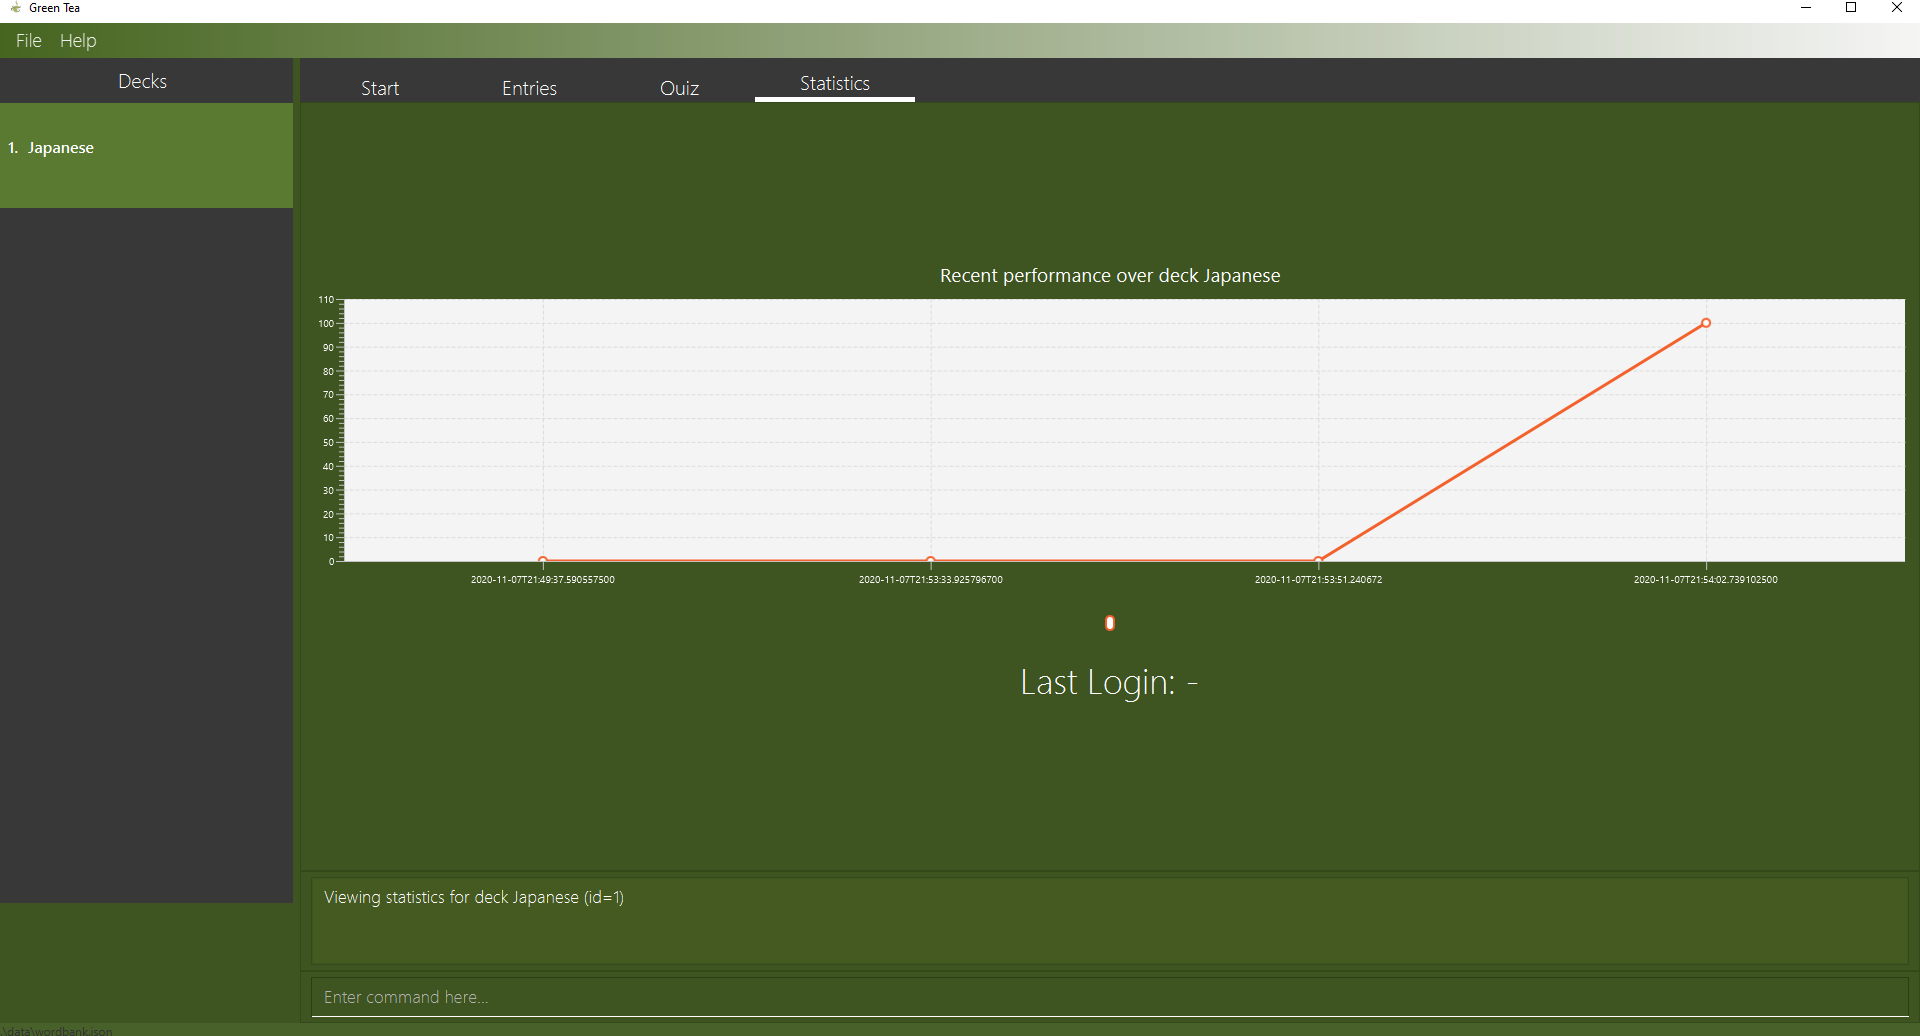 Green Tea
File Help
Decks
Start Entries Quiz Statistics
1. Japanese
Recent performance over deck Japanese
110
100
90
80
70
60
50
40
30
20
10
0
2020-11-07T21:49:37.590557500 2020-11-07T21:53:33.925796700 2020-11-07T21:53:51.240672 2020-11-07T21:54:02.739102500
Last Login: -
Viewing statistics for deck Japanese (id=1)
Enter command here...
.\data\wordbank.json